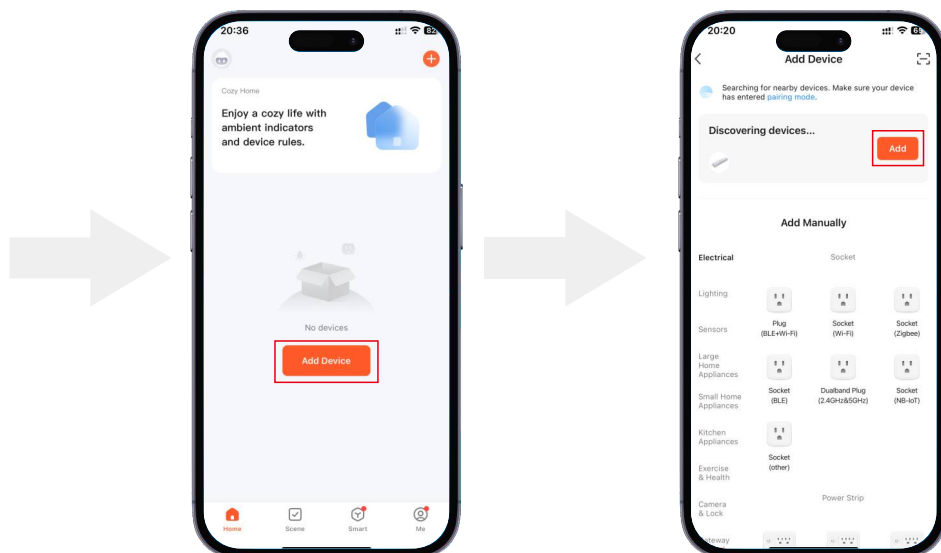 20:36
82
Cozy Home
Enjoy a cozy life with
ambient indicators
and device rules.
No devices
Add Device
Home
Scene
Smart
Me
20:20
69
Add Device
Searching for nearby devices. Make sure your device
has entered pairing mode.
Discovering devices...
Add
Add Manually
Electrical
Socket
Lighting
Sensors
Plug
(BLE+Wi-Fi)
Socket
(Wi-Fi)
Socket
(Zigbee)
Large
Home
Appliances
Small Home
Appliances
Socket
(BLE)
Dualband Plug
(2.4GHz&5GHz)
Socket
(NB-IoT)
Kitchen
Appliances
Socket
(other)
Exercise
& Health
Camera
& Lock
Power Strip